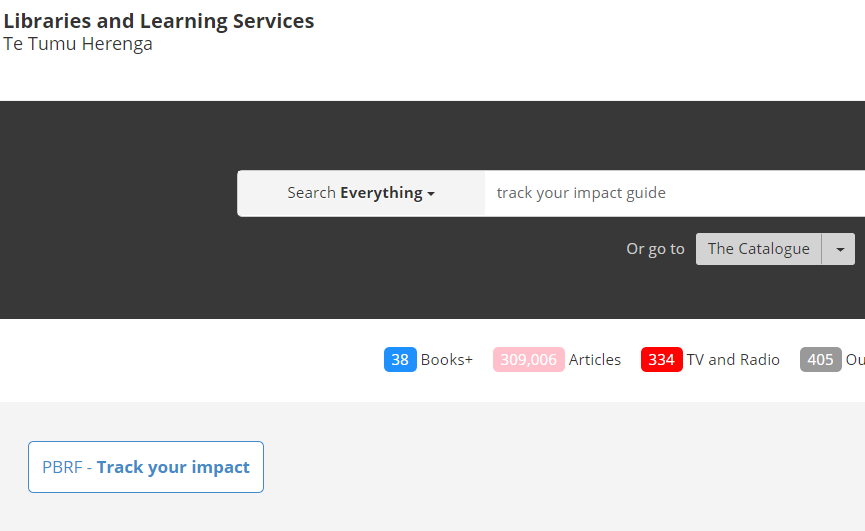 Libraries and Learning Services
Te Tumu Herenga
Search Everything track your impact guide
Or go to The Catalogue
38 Books+ 309,006 Articles 334 TV and Radio 405 Ou
PBRF - Track your impact